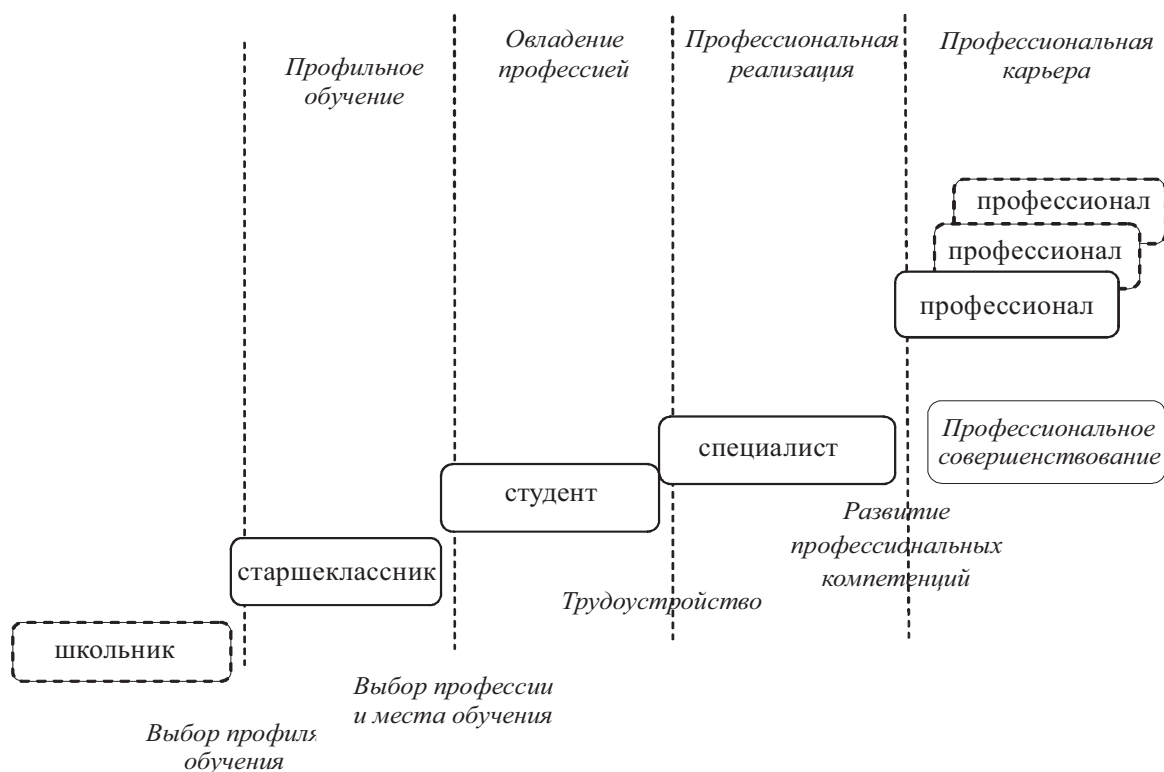 Профильное
обучение
Овладение
профессией
Профессиональная
реализация
Профессиональная
карьера
профессионал
профессионал
профессионал
Профессиональное
совершенствование
специалист
студент
старшеклассник
школьник
Развитие
профессиональных
компетенций
Трудоустройство
Выбор профессии
и места обучения
Выбор профиля
обучения